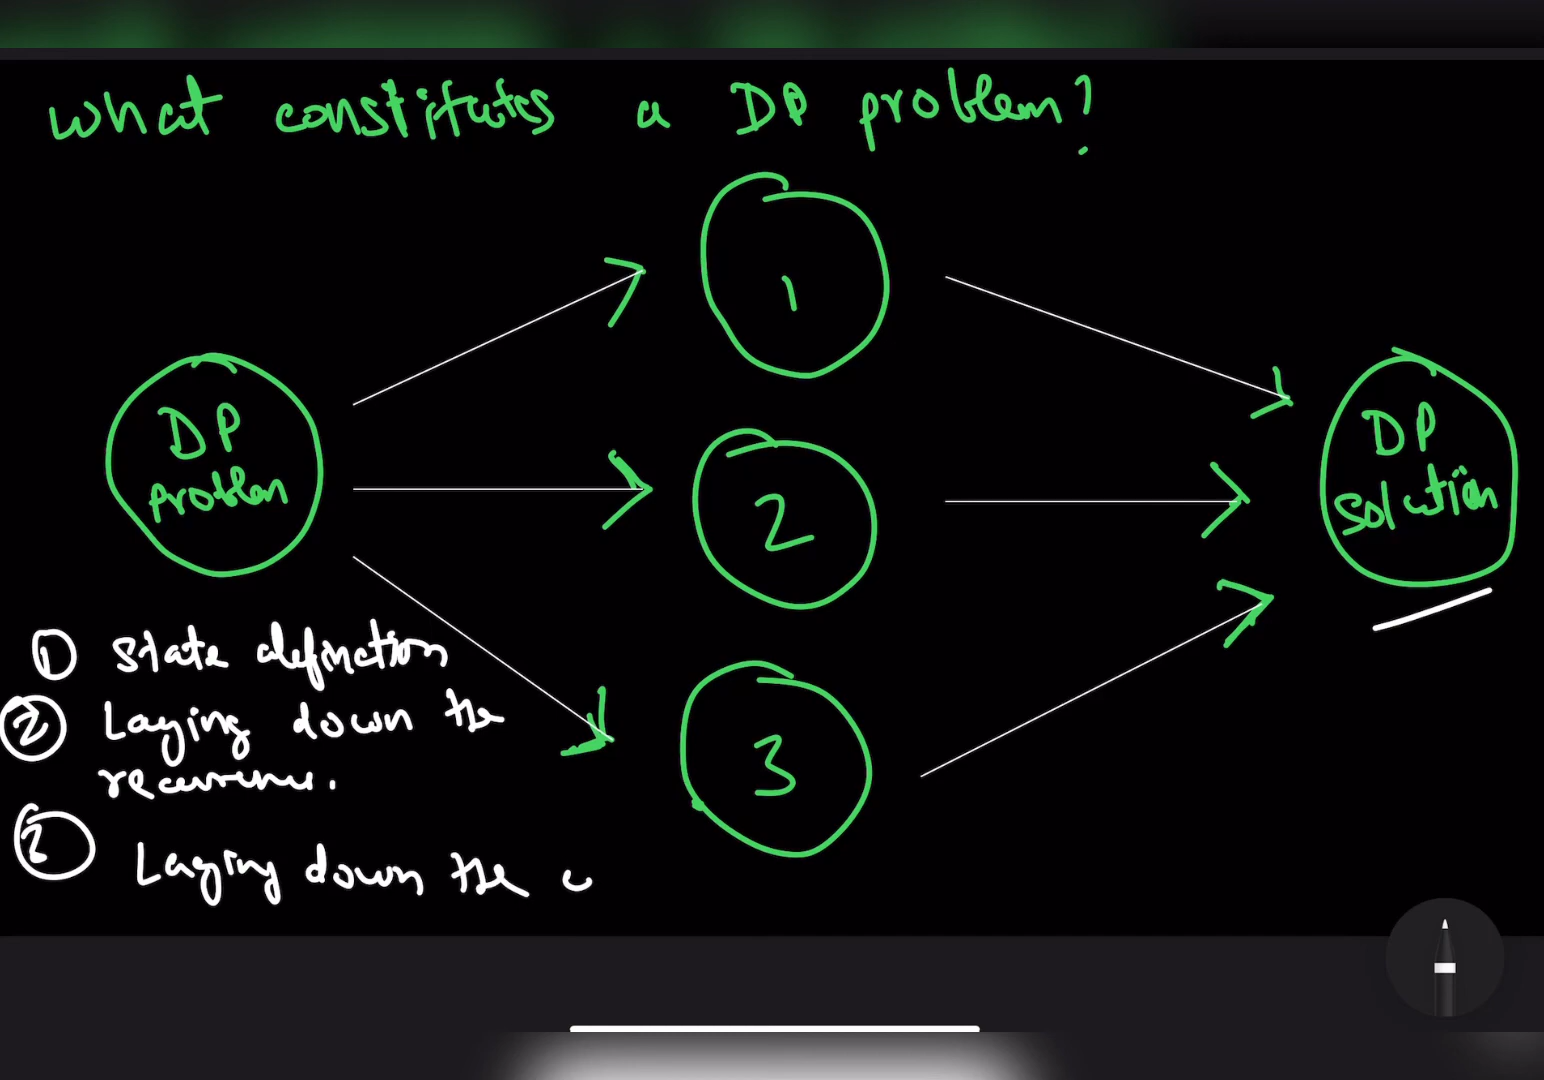 What constitutes a DP problem?
1
DP
problem
2
DP
solution
3
① State definition
② Laying down the
recurrence.
③ Laying down the c